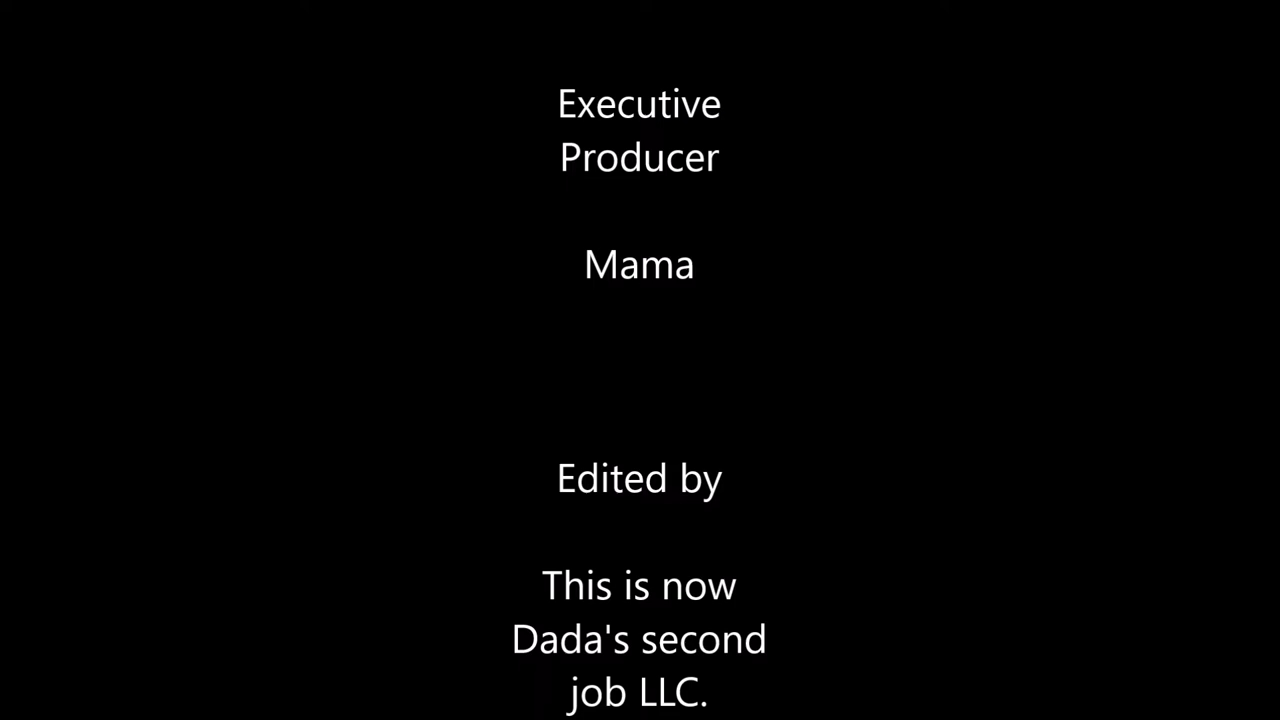 Executive
Producer
Mama
Edited by
This is now
Dada's second
job LLC.